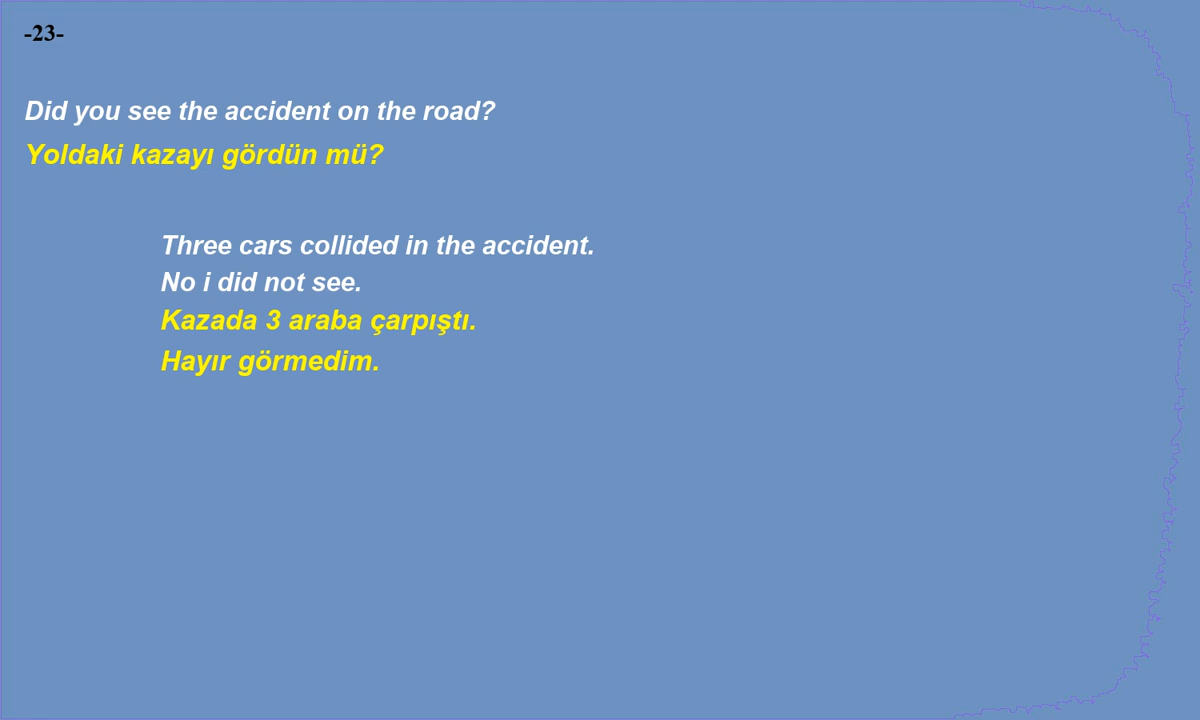 -23-
Did you see the accident on the road?
Yoldaki kazayı gördün mü?
Three cars collided in the accident.
No i did not see.
Kazada 3 araba çarpıştı.
Hayır görmedim.